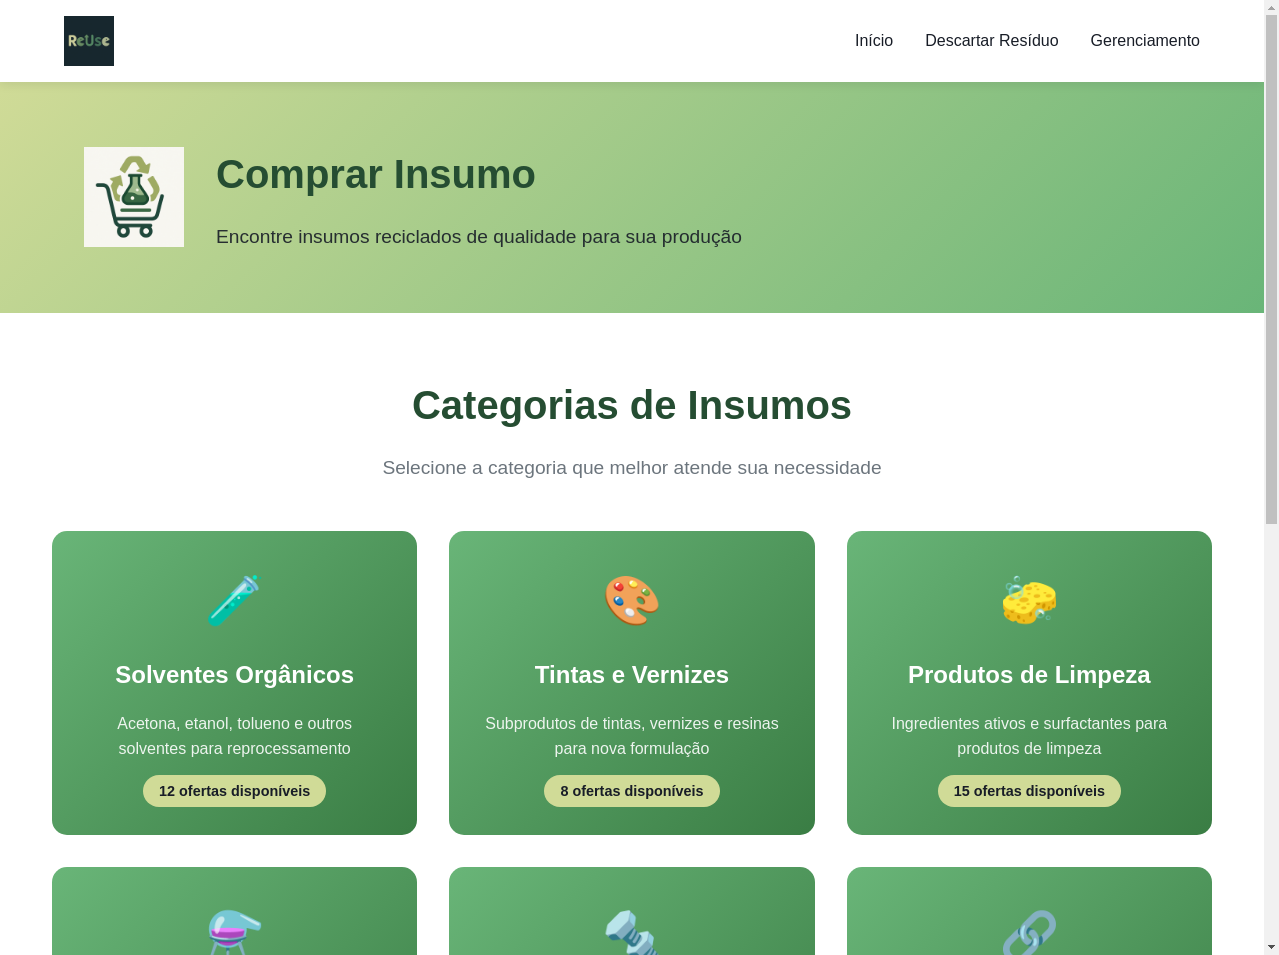 ReUse
Início
Descartar Resíduo
Gerenciamento
Comprar Insumo
Encontre insumos reciclados de qualidade para sua produção
Categorias de Insumos
Selecione a categoria que melhor atende sua necessidade
Solventes Orgânicos
Acetona, etanol, tolueno e outros
solventes para reprocessamento
12 ofertas disponíveis
Tintas e Vernizes
Subprodutos de tintas, vernizes e resinas
para nova formulação
8 ofertas disponíveis
Produtos de Limpeza
Ingredientes ativos e surfactantes para
produtos de limpeza
15 ofertas disponíveis